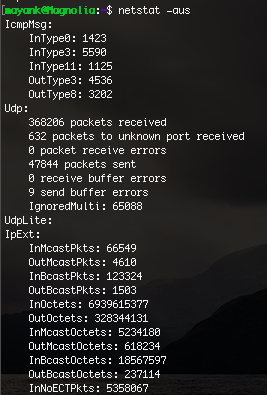 [mayank@Magnolia:~$ netstat -aus
IcmpMsg:
InType0: 1423
InType3: 5590
InType11: 1125
OutType3: 4536
OutType8: 3202
Udp:
368206 packets received
632 packets to unknown port received
0 packet receive errors
47844 packets sent
0 receive buffer errors
9 send buffer errors
IgnoredMulti: 65088
UdpLite:
IpExt:
InMcastPkts: 66549
OutMcastPkts: 4610
InBcastPkts: 123324
OutBcastPkts: 1503
InOctets: 6939615377
OutOctets: 328344131
InMcastOctets: 5234180
OutMcastOctets: 618234
InBcastOctets: 18567597
OutBcastOctets: 237114
InNoECTPkts: 5358067